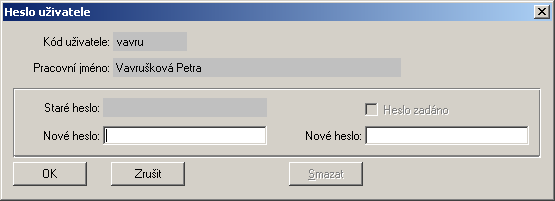 Heslo uživatele
Kód uživatele: vavru
Pracovní jméno: Vavrušková Petra
Staré heslo: Heslo zadáno
Nové heslo: Nové heslo:
OK Zrušit Smazat